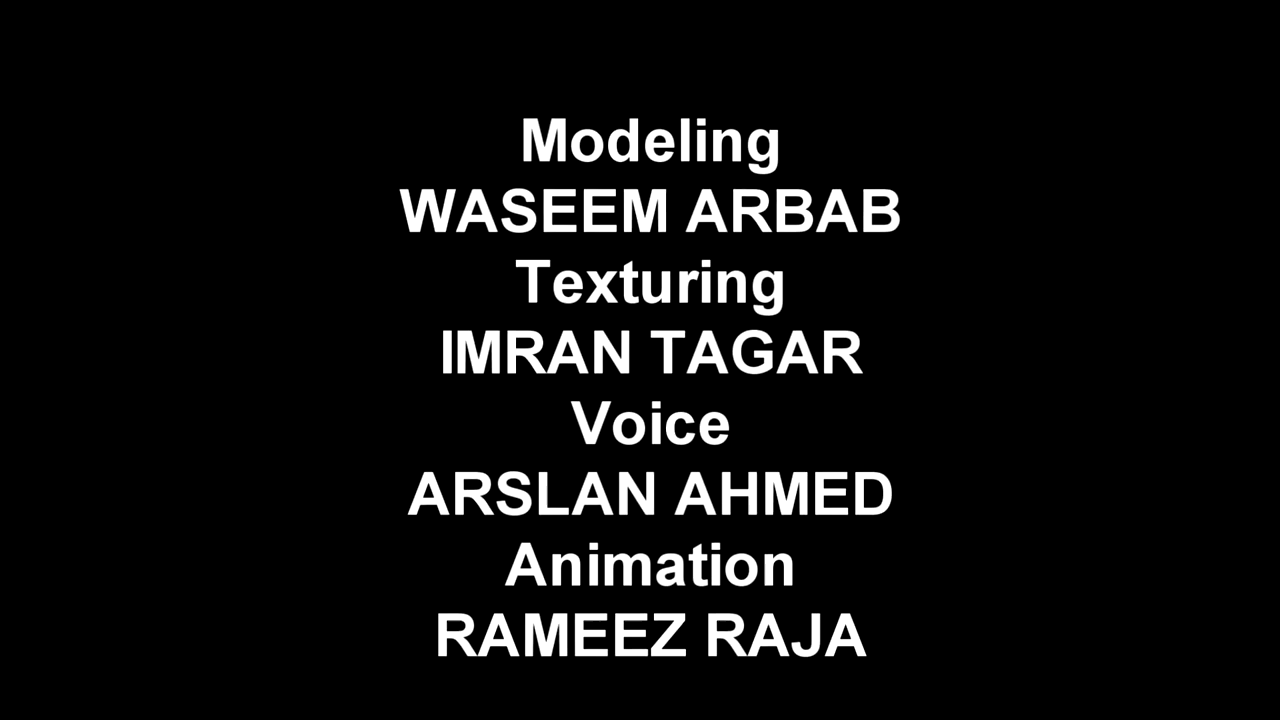 Modeling
WASEEM ARBAB
Texturing
IMRAN TAGAR
Voice
ARSLAN AHMED
Animation
RAMEEZ RAJA